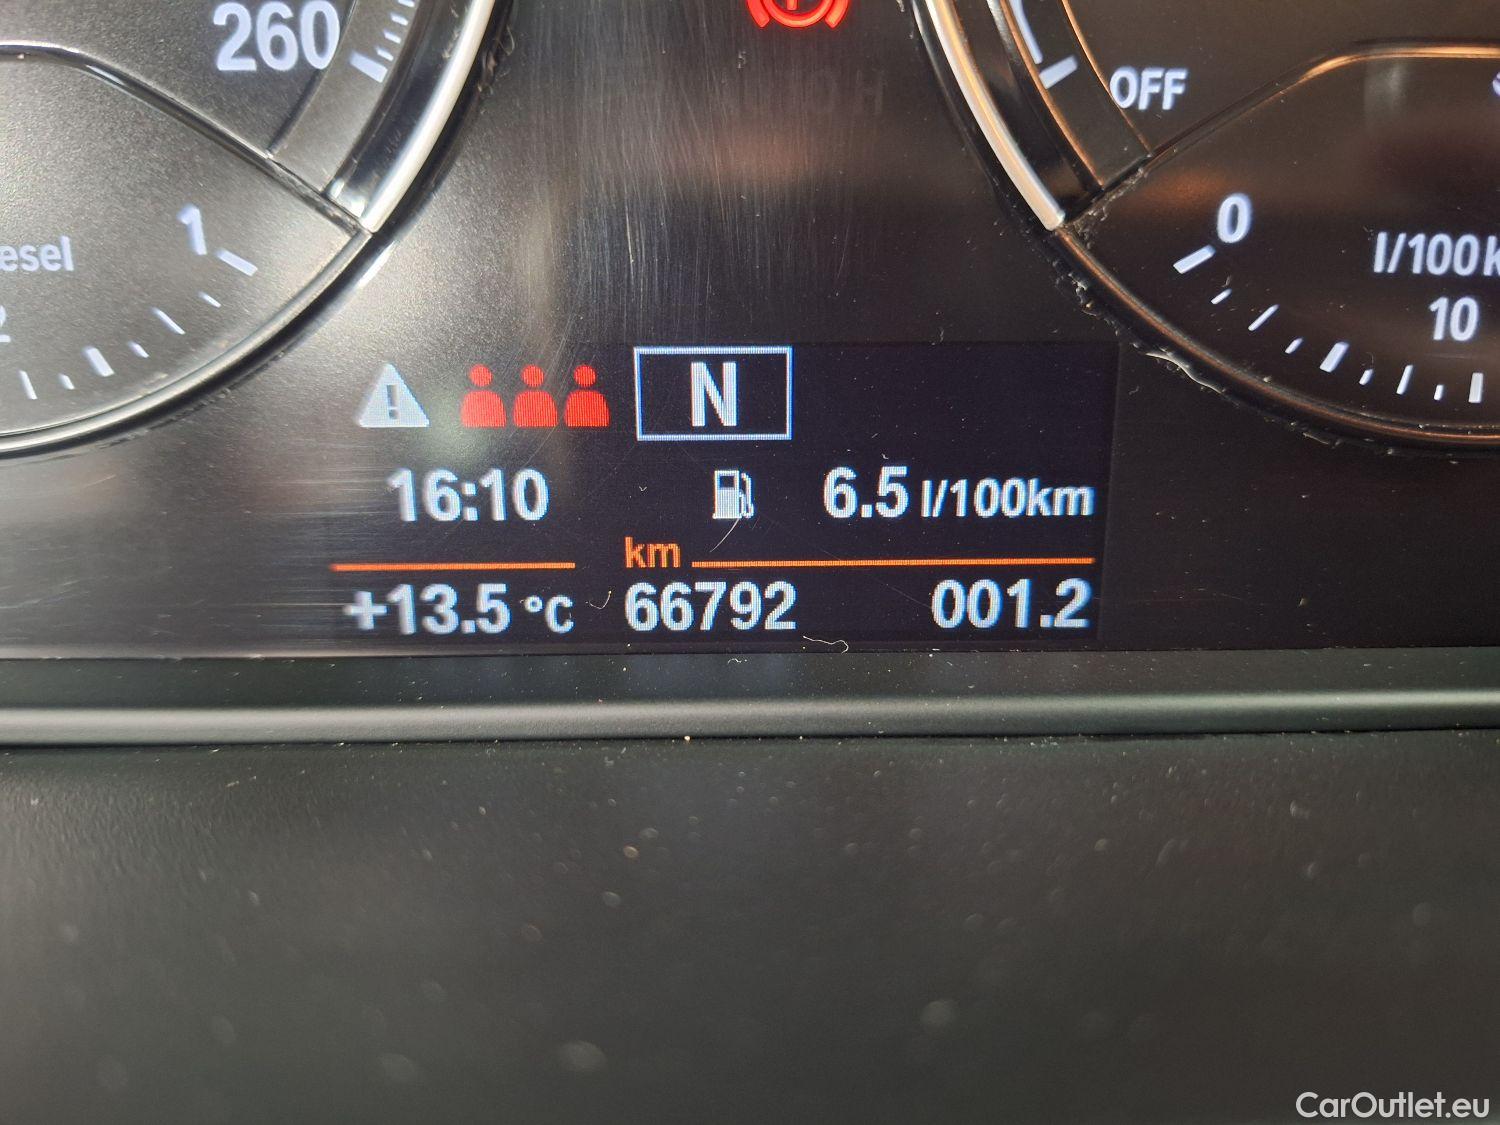 260
1
esel
2
OFF
0
l/100k
10
N
16:10
6.5 l/100km
km
+13.5 °C
66792
001.2
CarOutlet.eu